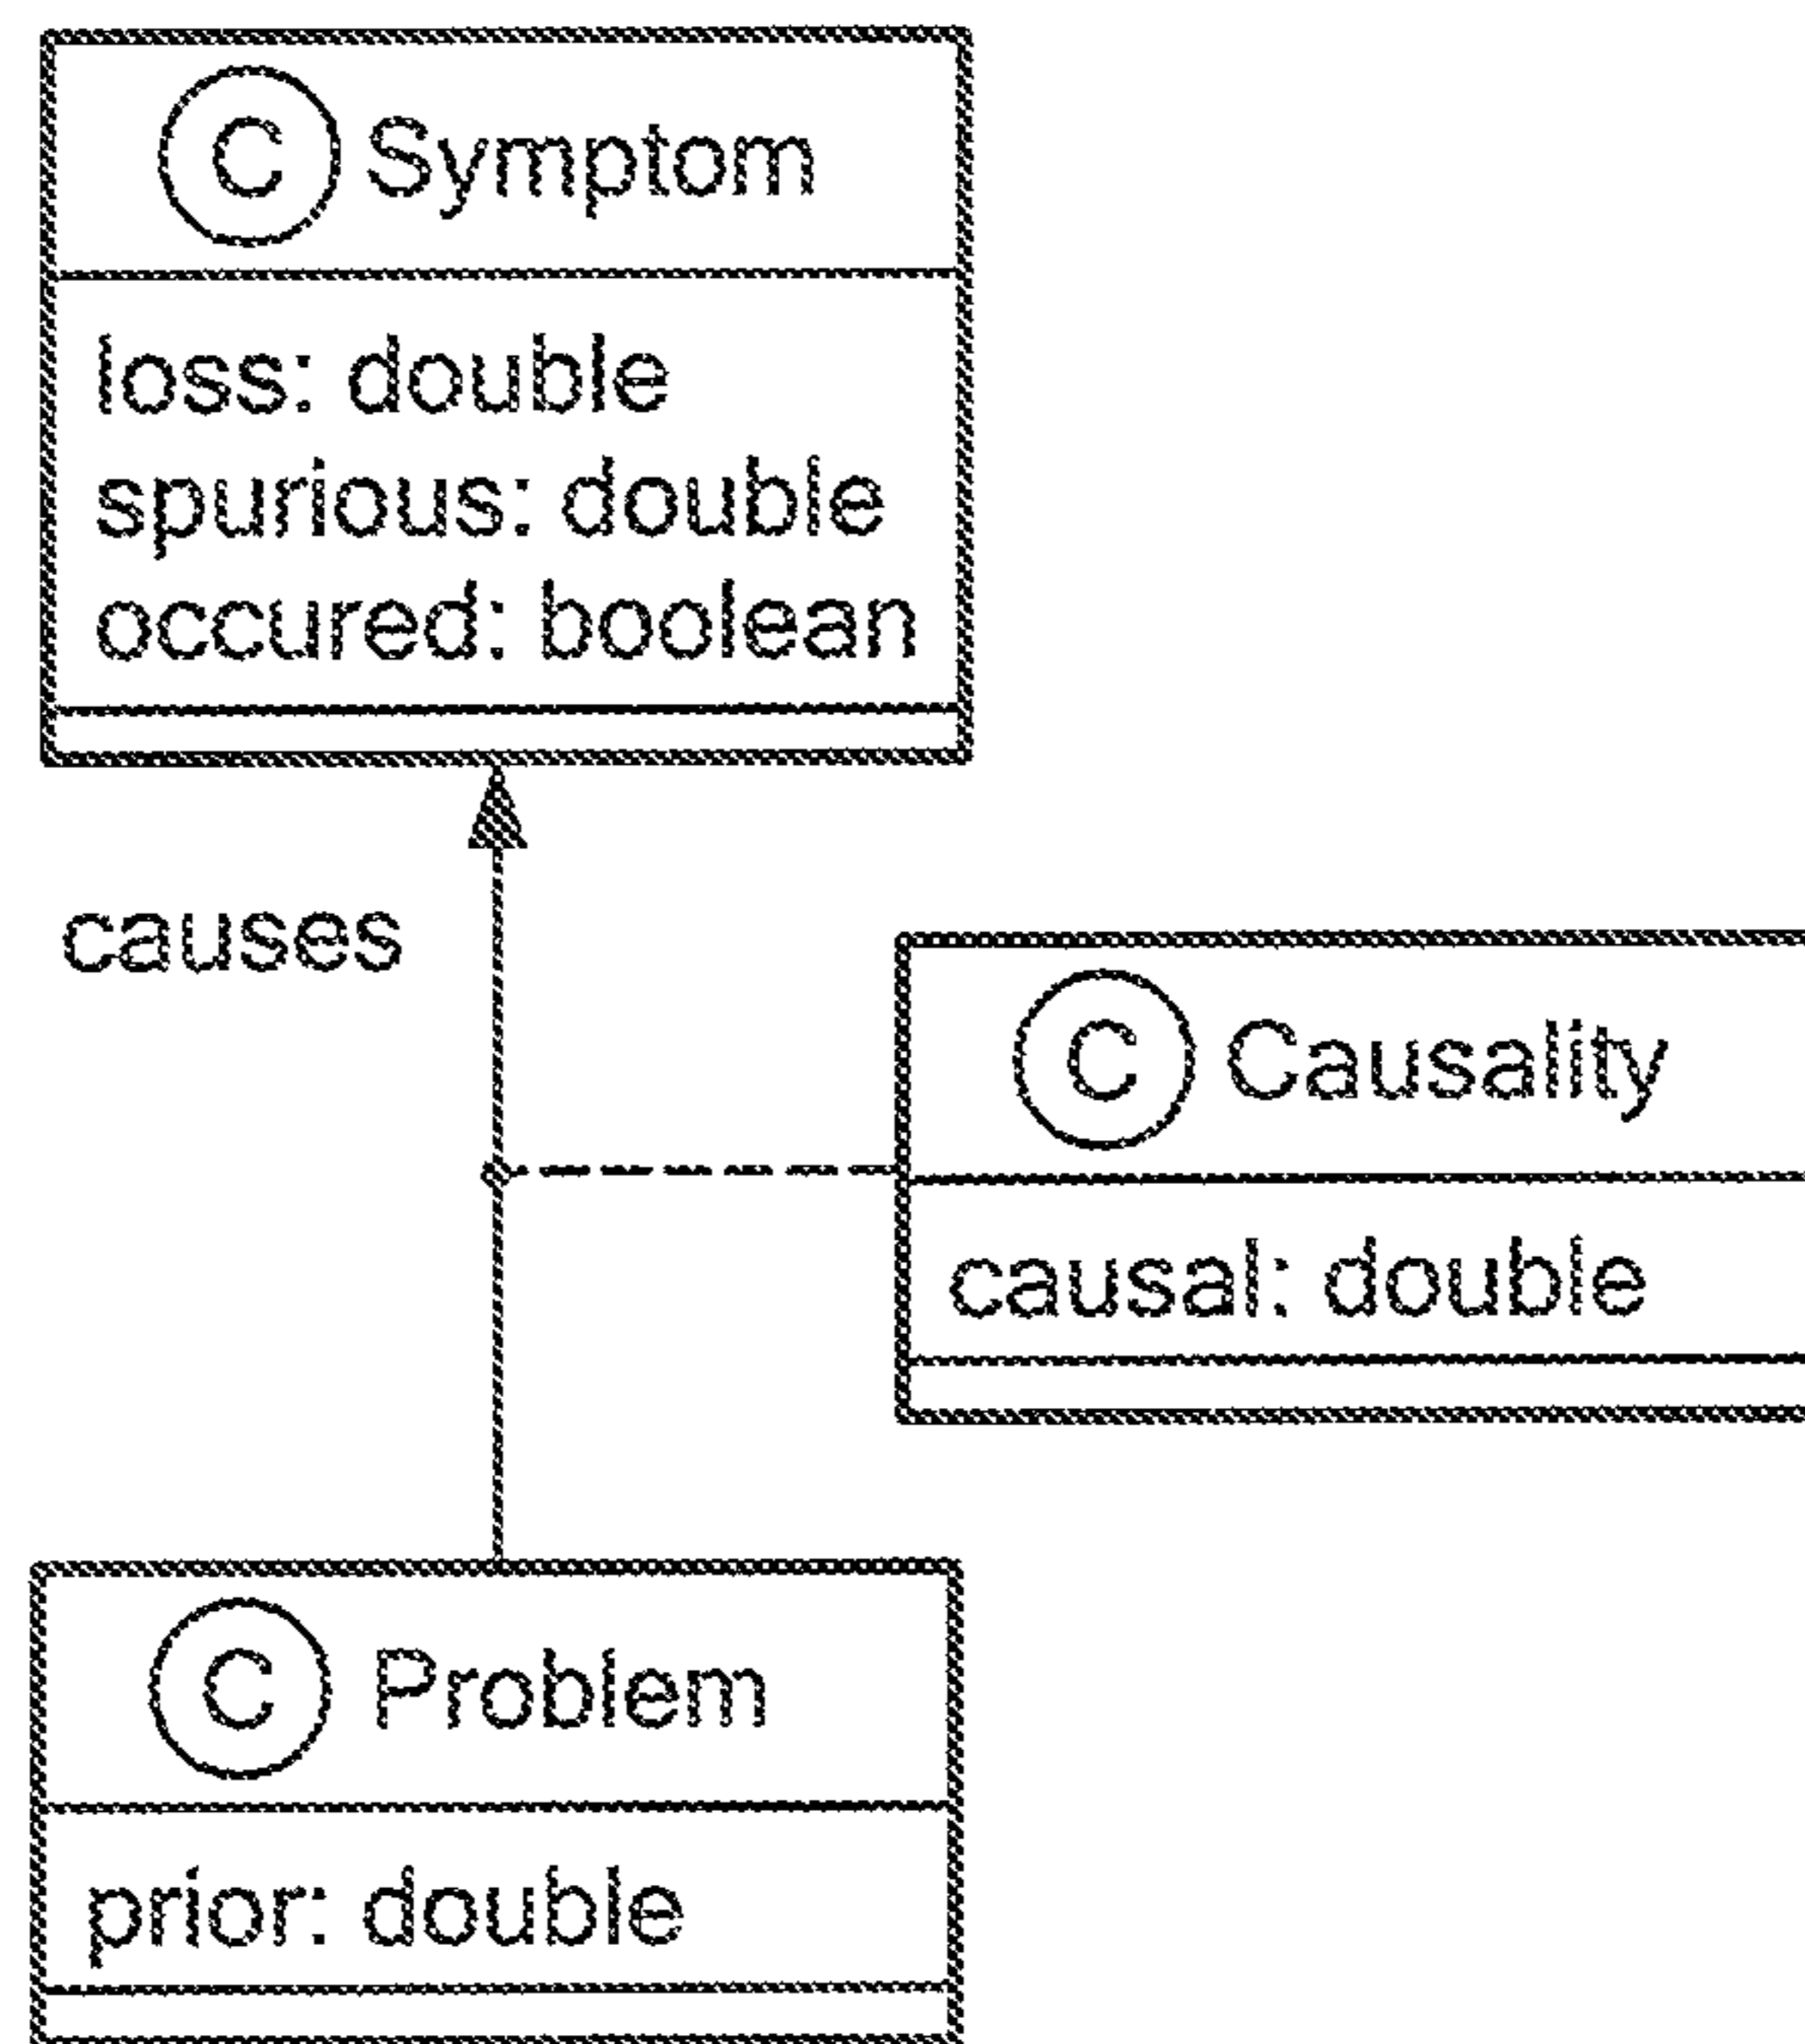 C Symptom
loss: double
spurious: double
occured: boolean
causes
C Causality
causal: double
C Problem
prior: double